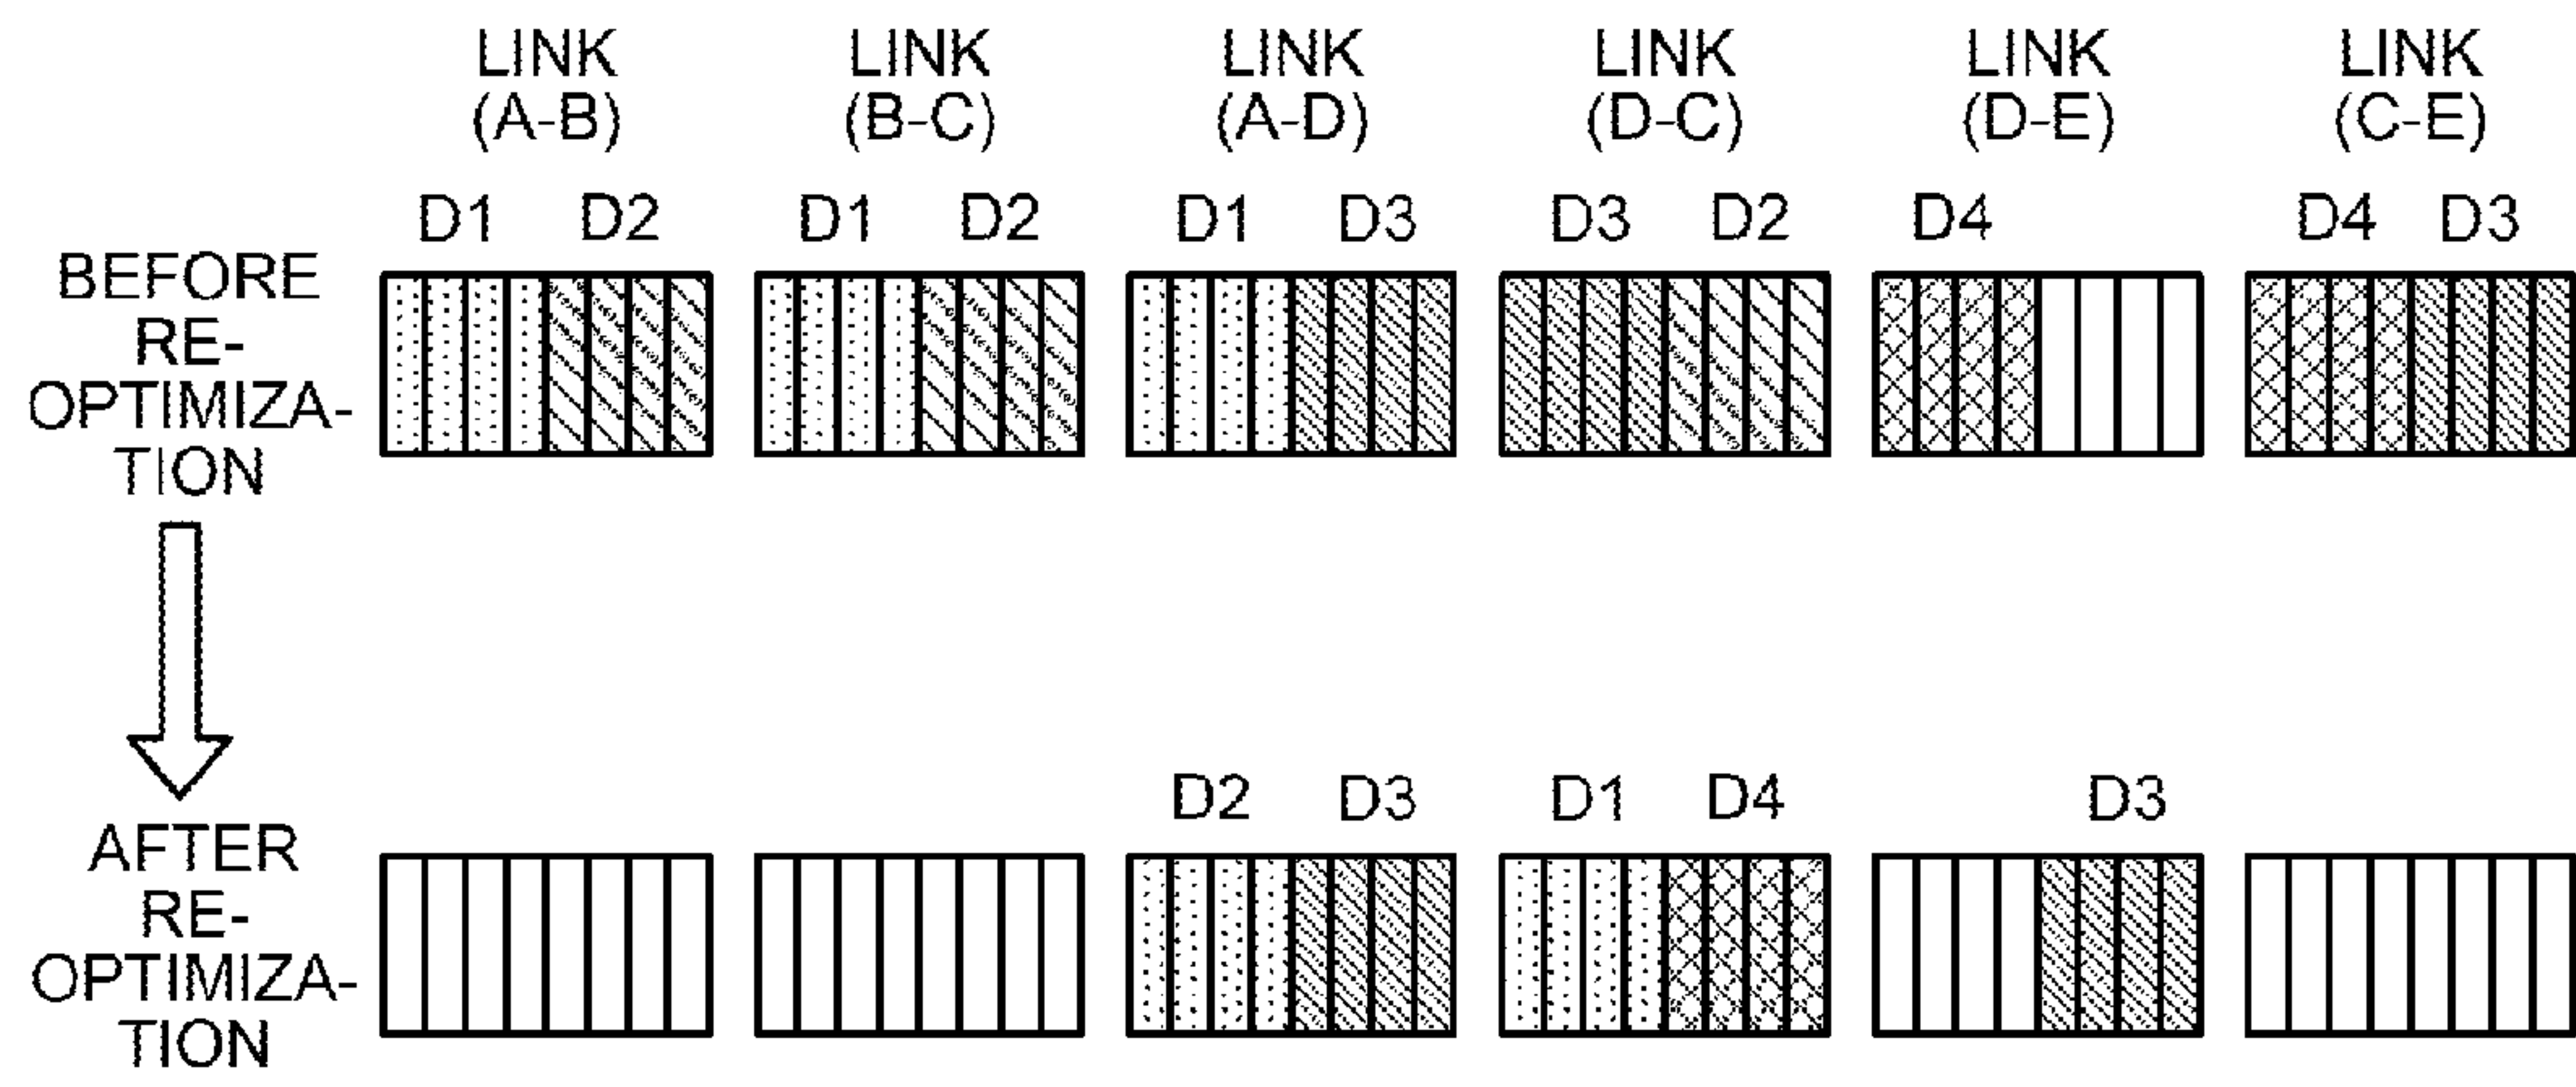 LINK LINK LINK LINK LINK LINK
(A-B) (B-C) (A-D) (D-C) (D-E) (C-E)
D1 D2 D1 D2 D1 D3 D3 D2 D4 D4 D3
BEFORE
RE-
OPTIMIZA-
TION
D2 D3 D1 D4 D3
AFTER
RE-
OPTIMIZA-
TION